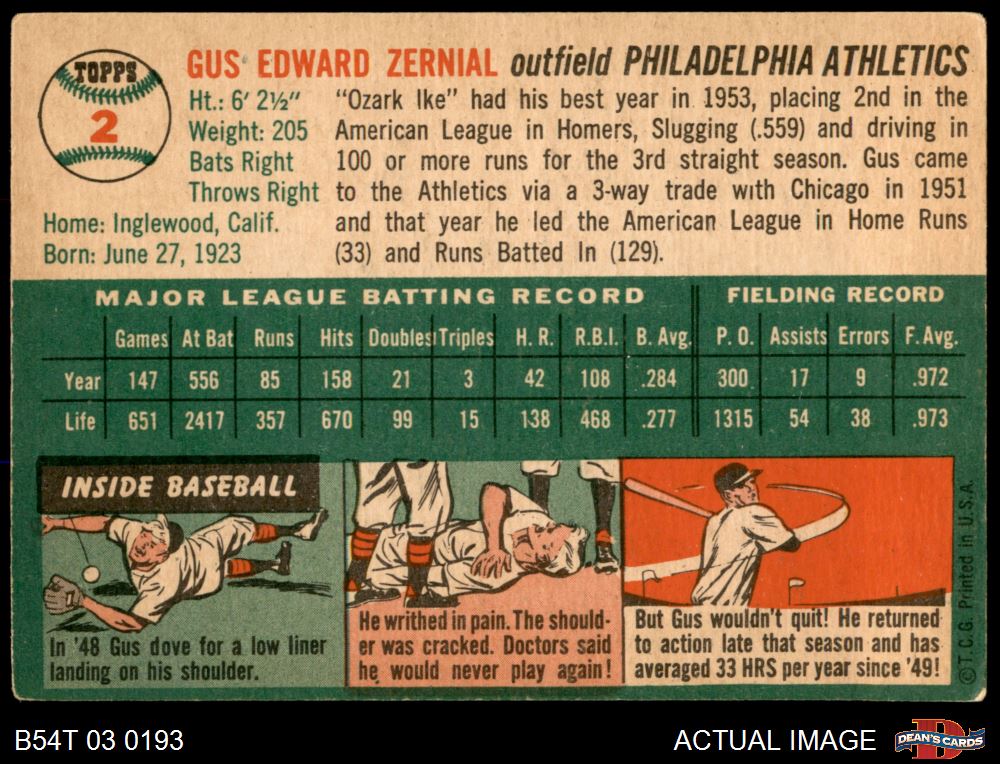 TOPPS
2
GUS EDWARD ZERNIAL outfield PHILADELPHIA ATHLETICS
Ht.: 6' 2½"
Weight: 205
Bats Right
Throws Right
Home: Inglewood, Calif.
Born: June 27, 1923
"Ozark Ike" had his best year in 1953, placing 2nd in the
American League in Homers, Slugging (.559) and driving in
100 or more runs for the 3rd straight season. Gus came
to the Athletics via a 3-way trade with Chicago in 1951
and that year he led the American League in Home Runs
(33) and Runs Batted In (129).
MAJOR LEAGUE BATTING RECORD FIELDING RECORD
Games At Bat Runs Hits Doubles Triples H. R. R.B.I. B. Avg. P. O. Assists Errors F. Avg.
Year 147 556 85 158 21 3 42 108 .284 300 17 9 .972
Life 651 2417 357 670 99 15 138 468 .277 1315 54 38 .973
INSIDE BASEBALL
In '48 Gus dove for a low liner
landing on his shoulder.
He writhed in pain. The should-
er was cracked. Doctors said
he would never play again!
But Gus wouldn't quit! He returned
to action late that season and has
averaged 33 HRS per year since '49!
© T.C.G. Printed in U.S.A.
B54T 03 0193
ACTUAL IMAGE
DEAN'S CARDS